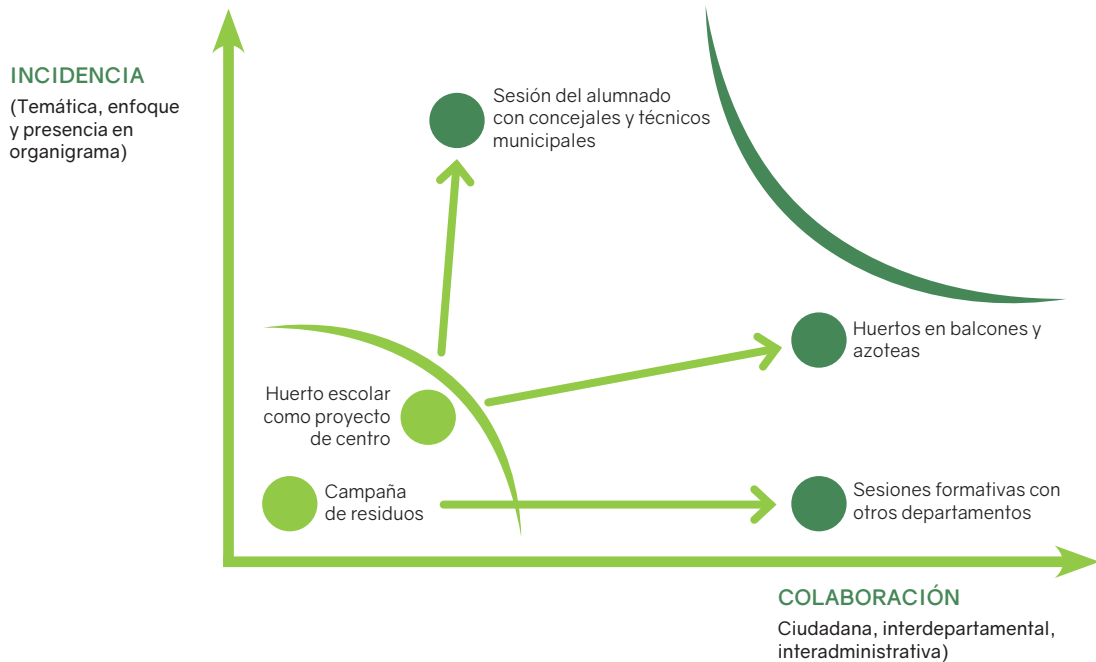 INCIDENCIA
(Temática, enfoque
y presencia en
organigrama)
Sesión del alumnado
con concejales y técnicos
municipales
Huertos en balcones y
azoteas
Huerto escolar
como proyecto
de centro
Campaña
de residuos
Sesiones formativas con
otros departamentos
COLABORACIÓN
Ciudadana, interdepartamental,
interadministrativa)